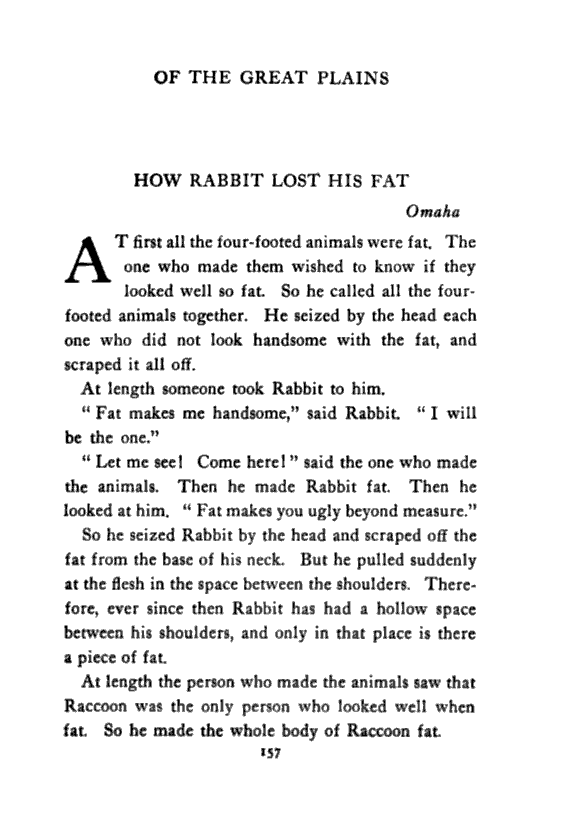 OF THE GREAT PLAINS
HOW RABBIT LOST HIS FAT
Omaha
AT first all the four-footed animals were fat. The
one who made them wished to know if they
looked well so fat. So he called all the four-
footed animals together. He seized by the head each
one who did not look handsome with the fat, and
scraped it all off.
At length someone took Rabbit to him.
“ Fat makes me handsome,” said Rabbit. “ I will
be the one.”
“ Let me see! Come here! ” said the one who made
the animals. Then he made Rabbit fat. Then he
looked at him. “ Fat makes you ugly beyond measure.”
So he seized Rabbit by the head and scraped off the
fat from the base of his neck. But he pulled suddenly
at the flesh in the space between the shoulders. There-
fore, ever since then Rabbit has had a hollow space
between his shoulders, and only in that place is there
a piece of fat.
At length the person who made the animals saw that
Raccoon was the only person who looked well when
fat. So he made the whole body of Raccoon fat.
157